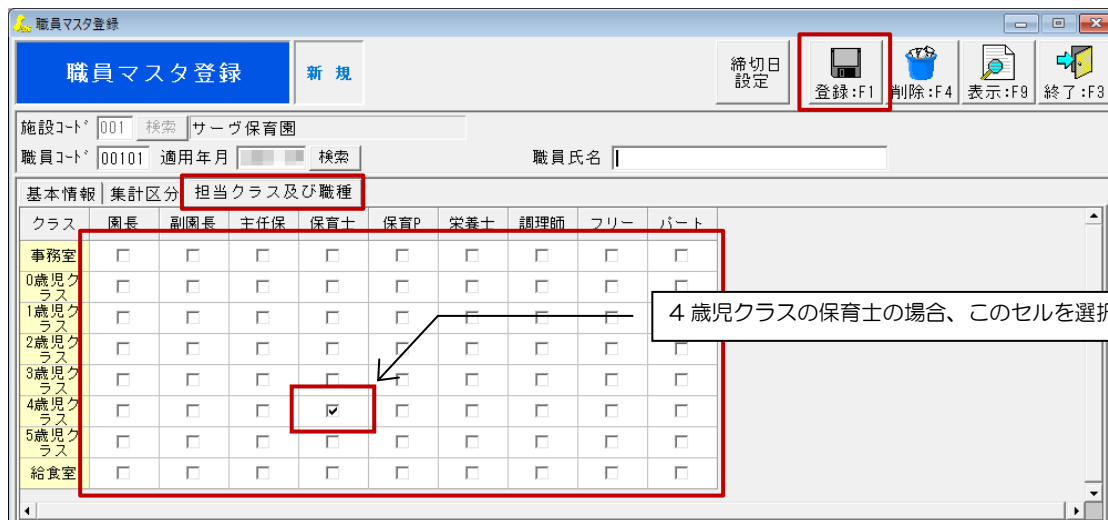 職員マスタ登録
職員マスタ登録
新 規
締切日
設定
登録:F1
削除:F4
表示:F9
終了:F3
施設コード 001 検索 サーヴ保育園
職員コード 00101 適用年月 検索 職員氏名
基本情報 集計区分 担当クラス及び職種
クラス 園長 副園長 主任保 保育士 保育P 栄養士 調理師 フリー パート
事務室
0歳児ク
ラス
1歳児ク
ラス
4歳児クラスの保育士の場合、このセルを選択
2歳児ク
ラス
3歳児ク
ラス
4歳児ク
ラス
5歳児ク
ラス
給食室